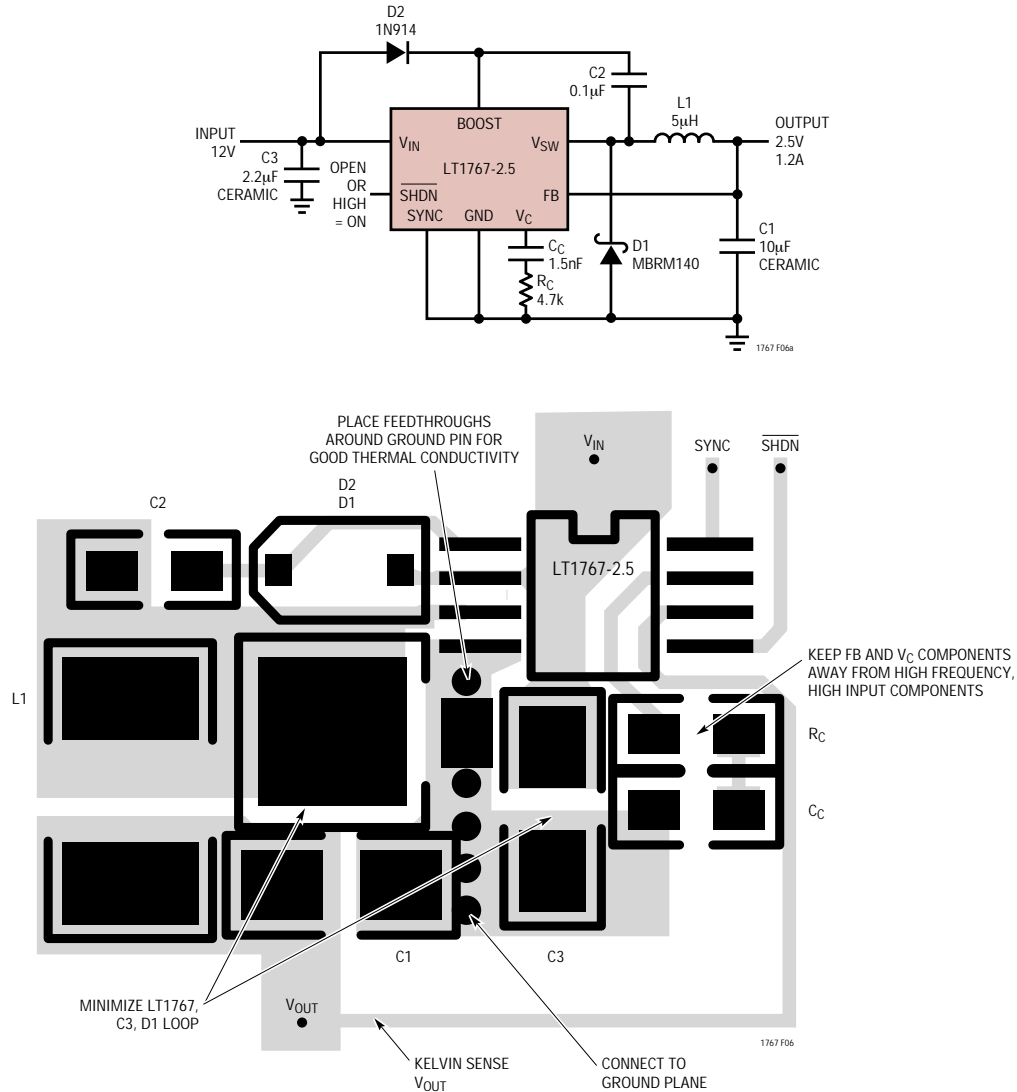 D2
1N914
C2
0.1µF
L1
5µH
INPUT
12V
OUTPUT
2.5V
1.2A
BOOST
VIN
VSW
LT1767-2.5
C3
2.2µF
CERAMIC
OPEN
OR
HIGH
= ON
SHDN
FB
SYNC
GND
VC
CC
1.5nF
RC
4.7k
D1
MBRM140
C1
10µF
CERAMIC
1767 F06a
PLACE FEEDTHROUGHS
AROUND GROUND PIN FOR
GOOD THERMAL CONDUCTIVITY
VIN
SYNC
SHDN
C2
D2
D1
LT1767-2.5
L1
KEEP FB AND VC COMPONENTS
AWAY FROM HIGH FREQUENCY,
HIGH INPUT COMPONENTS
RC
CC
C1
C3
MINIMIZE LT1767,
C3, D1 LOOP
VOUT
KELVIN SENSE
VOUT
CONNECT TO
GROUND PLANE
1767 F06